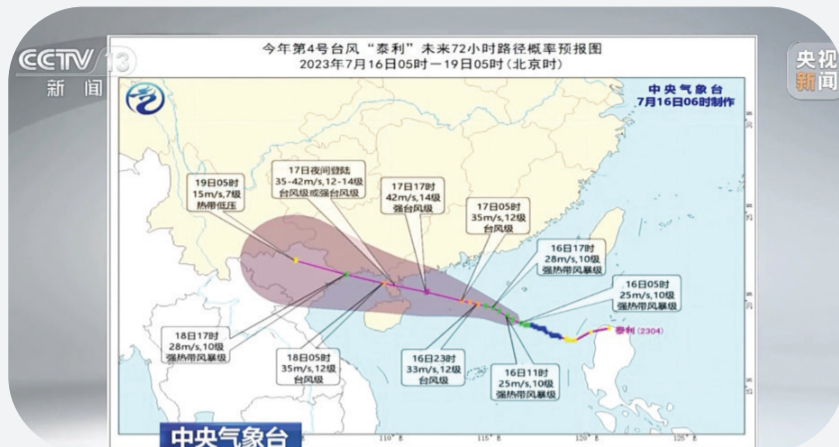 CCTV 13
新闻
央视
新闻
今年第4号台风“泰利”未来72小时路径概率预报图
2023年7月16日05时—19日05时(北京时)
中央气象台
7月16日06时制作
19日05时
15m/s,7级
热带低压
17日夜间登陆
35-42m/s,12-14级
台风级或强台风级
17日17时
42m/s,14级
强台风级
17日05时
35m/s,12级
台风级
16日17时
28m/s,10级
强热带风暴级
16日05时
25m/s,10级
强热带风暴级
泰利(2304)
18日17时
28m/s,10级
强热带风暴级
18日05时
35m/s,12级
台风级
16日23时
33m/s,12级
台风级
16日11时
25m/s,10级
强热带风暴级
110°E
115°E
120°E
125°E
中央气象台